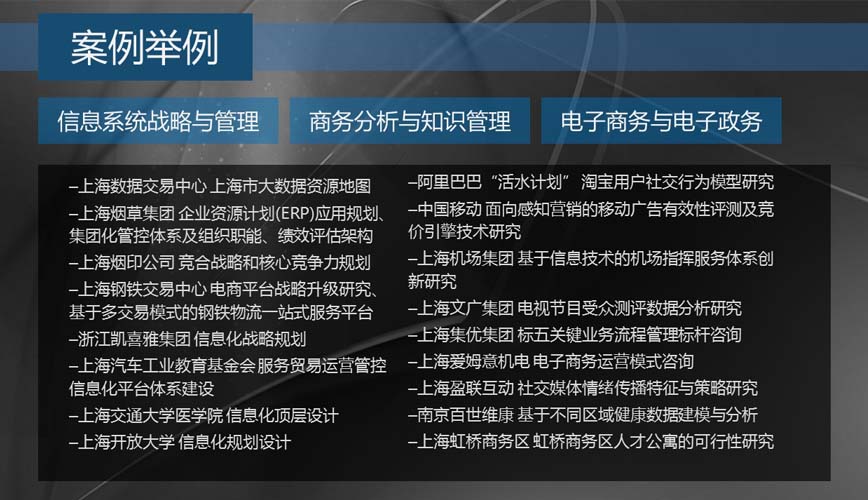 案例举例
信息系统战略与管理
商务分析与知识管理
电子商务与电子政务
–上海数据交易中心 上海市大数据资源地图
–上海烟草集团 企业资源计划(ERP)应用规划、
集团化管控体系及组织职能、绩效评估架构
–上海烟印公司 竞合战略和核心竞争力规划
–上海钢铁交易中心 电商平台战略升级研究、
基于多交易模式的钢铁物流一站式服务平台
–浙江凯喜雅集团 信息化战略规划
–上海汽车工业教育基金会 服务贸易运营管控
信息化平台体系建设
–上海交通大学医学院 信息化顶层设计
–上海开放大学 信息化规划设计
–阿里巴巴“活水计划” 淘宝用户社交行为模型研究
–中国移动 面向感知营销的移动广告有效性评测及竞
价引擎技术研究
–上海机场集团 基于信息技术的机场指挥服务体系创
新研究
–上海文广集团 电视节目受众测评数据分析研究
–上海集优集团 标五关键业务流程管理标杆咨询
–上海爱姆意机电 电子商务运营模式咨询
–上海盈联互动 社交媒体情绪传播特征与策略研究
–南京百世维康 基于不同区域健康数据建模与分析
–上海虹桥商务区 虹桥商务区人才公寓的可行性研究